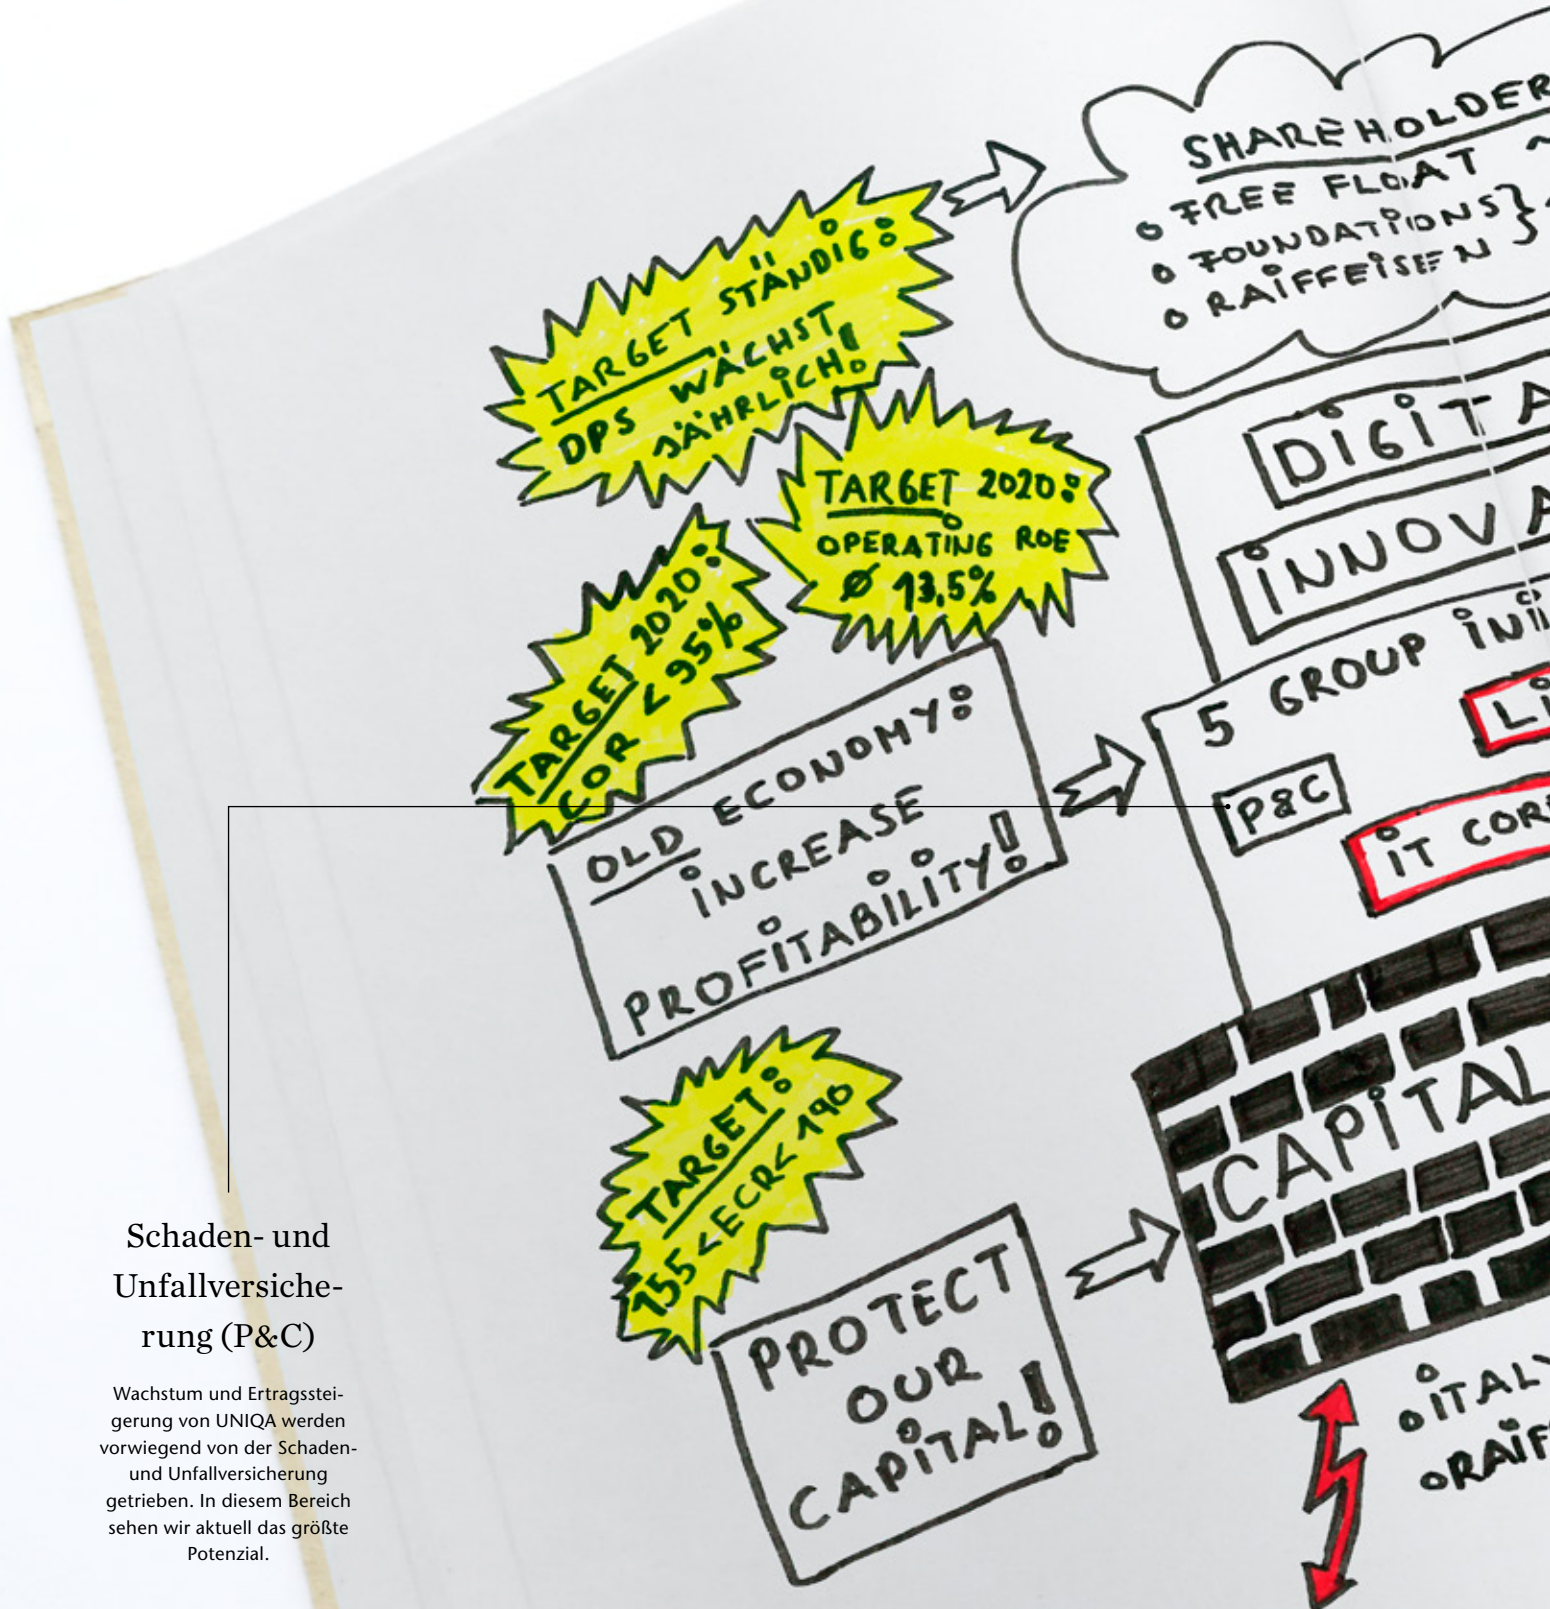 SHAREHOLDER
FREE FLOAT ~
FOUNDATIONS}
RAIFFEISEN
TARGET STÄNDIG:
DPS WÄCHST
JÄHRLICH!
TARGET 2020:
OPERATING ROE
Ø 13,5%
TARGET 2020:
COR < 95%
DIGITA
INNOVA
5 GROUP INI
LI
P&C
IT COR
OLD ECONOMY:
INCREASE
PROFITABILITY!
TARGET:
155<ECR<190
CAPITAL
PROTECT
OUR
CAPITAL!
ITALY
RAIF
Schaden- und
Unfallversiche-
rung (P&C)
Wachstum und Ertragsstei-
gerung von UNIQA werden
vorwiegend von der Schaden-
und Unfallversicherung
getrieben. In diesem Bereich
sehen wir aktuell das größte
Potenzial.